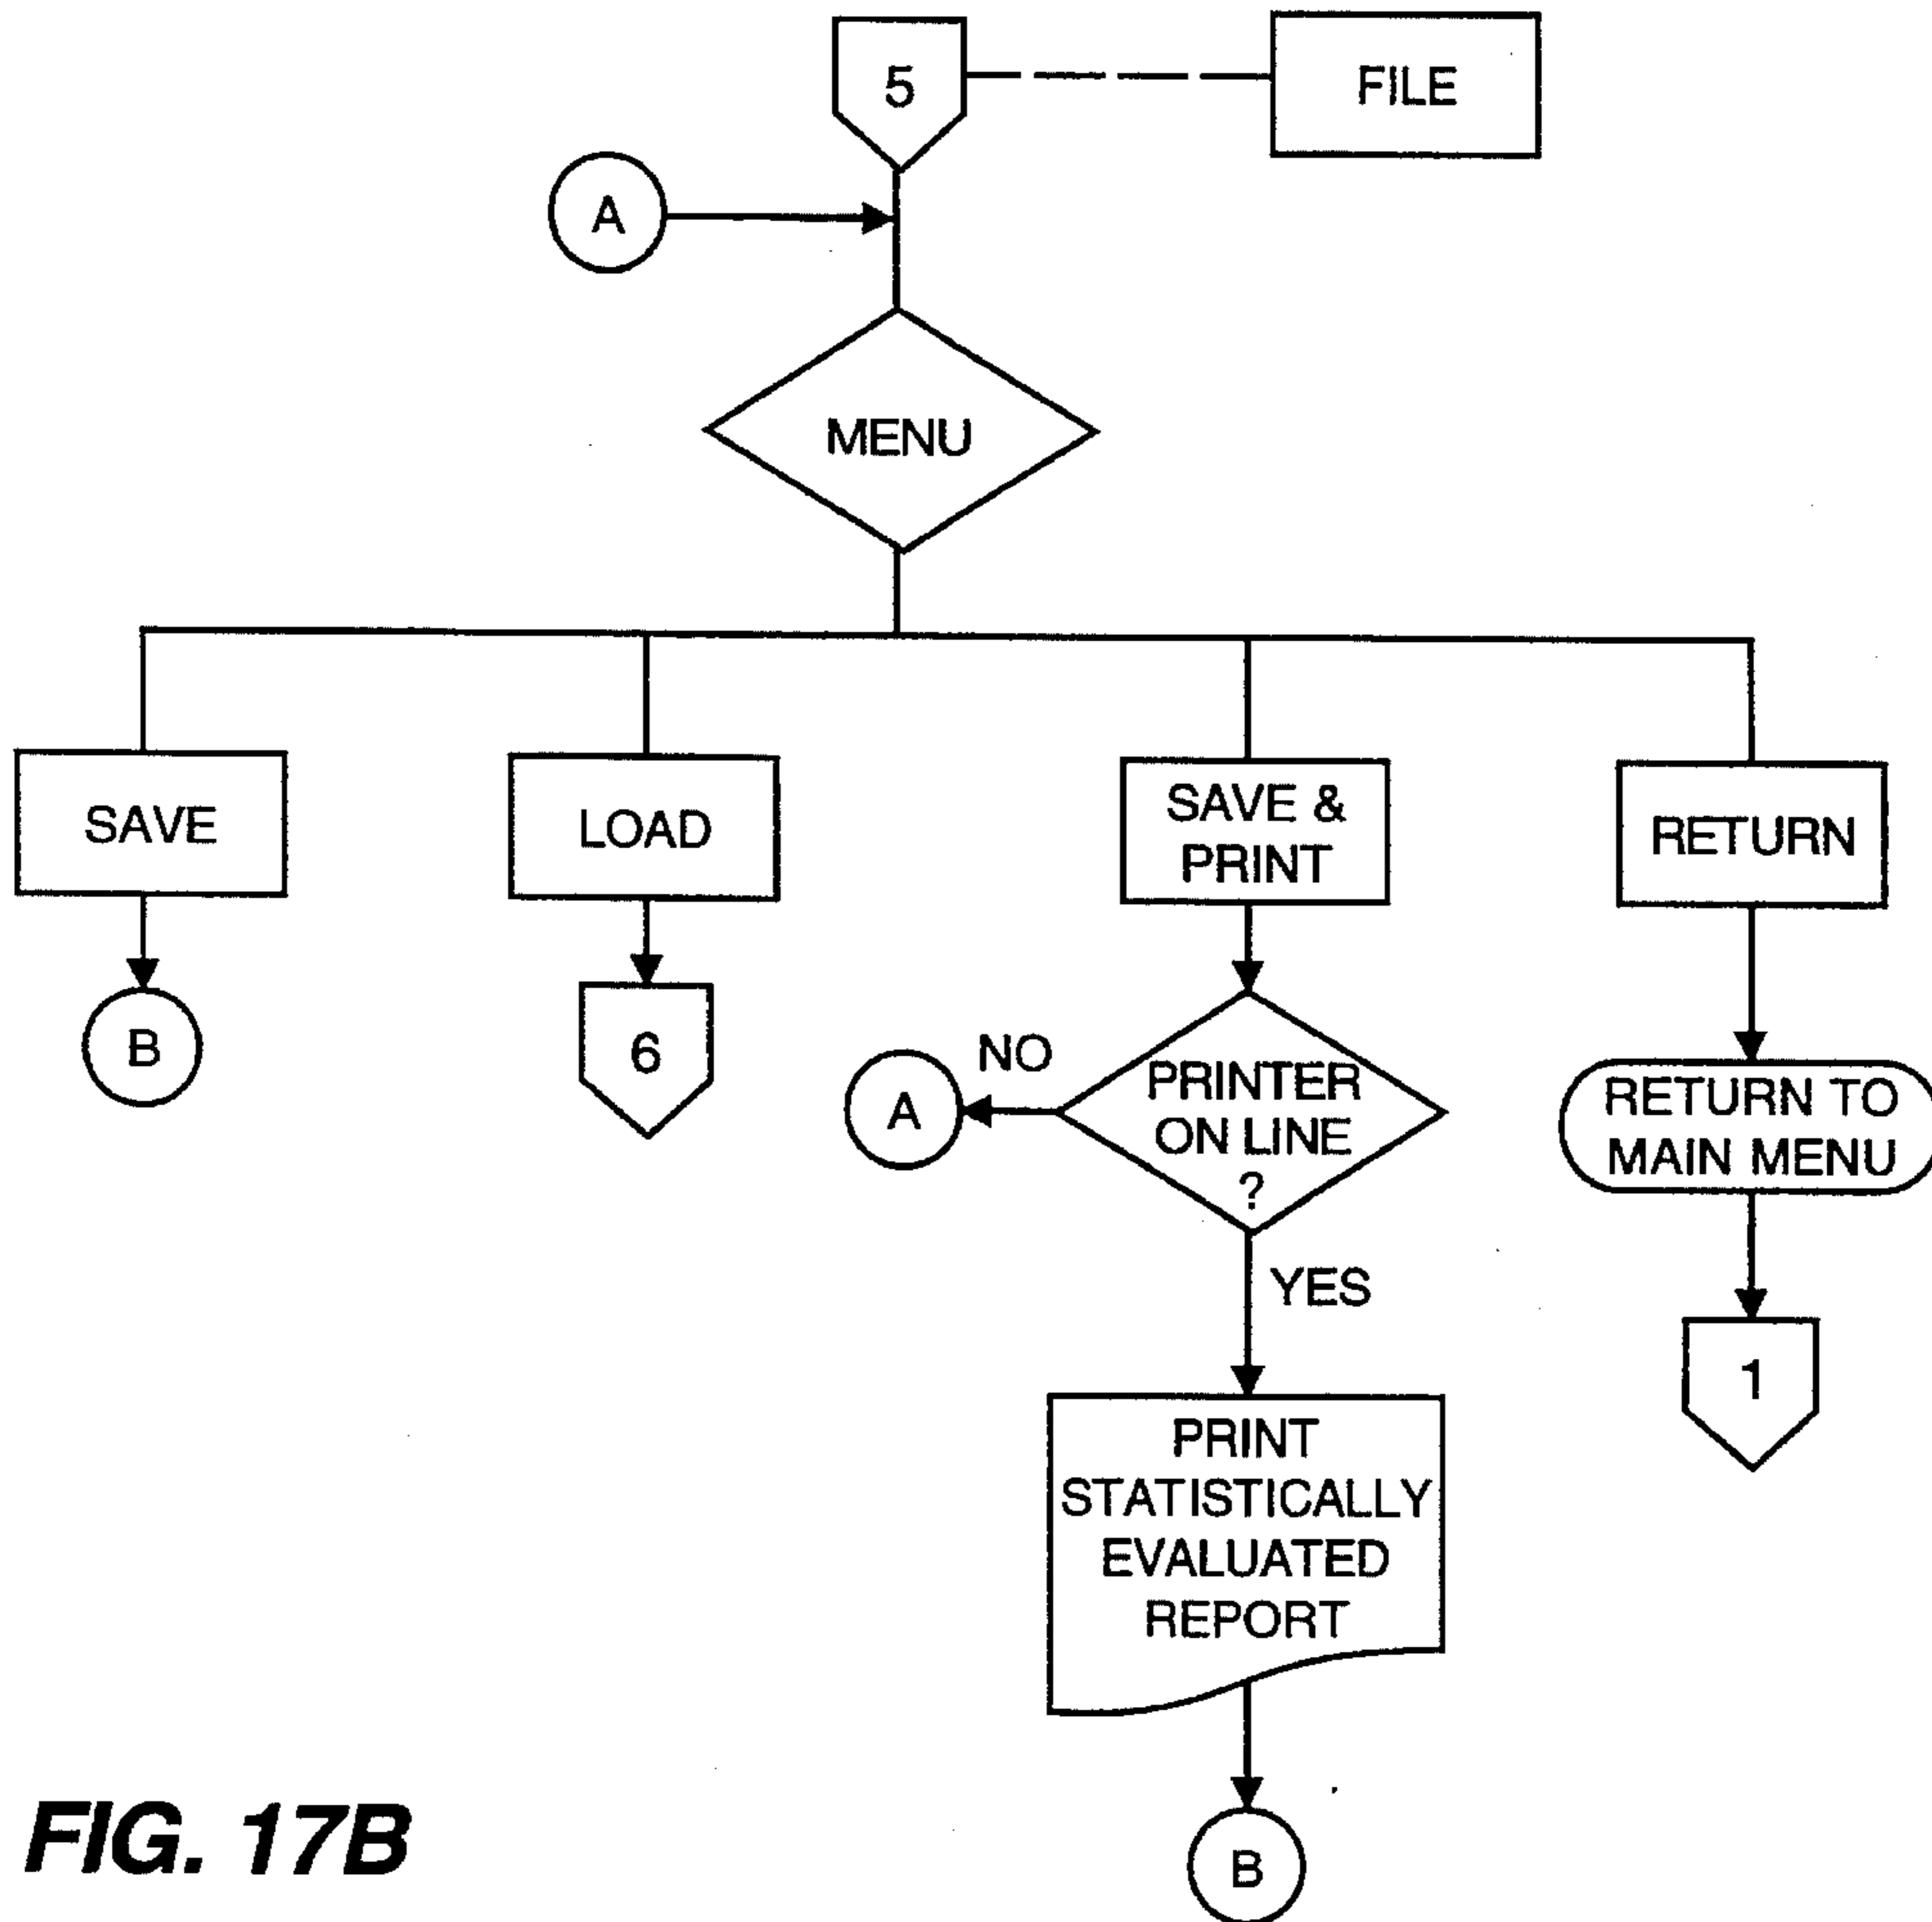 5
FILE
A
MENU
SAVE
LOAD
SAVE &
PRINT
RETURN
B
6
A
NO
PRINTER
ON LINE
?
RETURN TO
MAIN MENU
YES
1
PRINT
STATISTICALLY
EVALUATED
REPORT
B
FIG. 17B